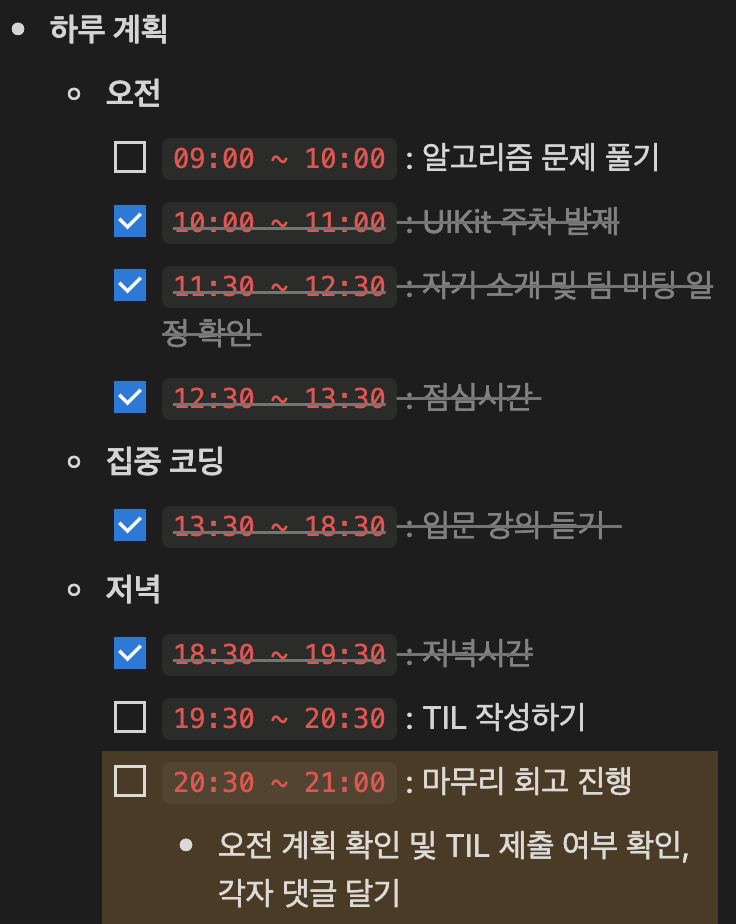 하루 계획
오전
09:00 ~ 10:00 : 알고리즘 문제 풀기
10:00 ~ 11:00 : UIKit 주차 발제
11:30 ~ 12:30 : 자기 소개 및 팀 미팅 일
정 확인
12:30 ~ 13:30 : 점심시간
집중 코딩
13:30 ~ 18:30 : 입문 강의 듣기
저녁
18:30 ~ 19:30 : 저녁시간
19:30 ~ 20:30 : TIL 작성하기
20:30 ~ 21:00 : 마무리 회고 진행
오전 계획 확인 및 TIL 제출 여부 확인,
각자 댓글 달기